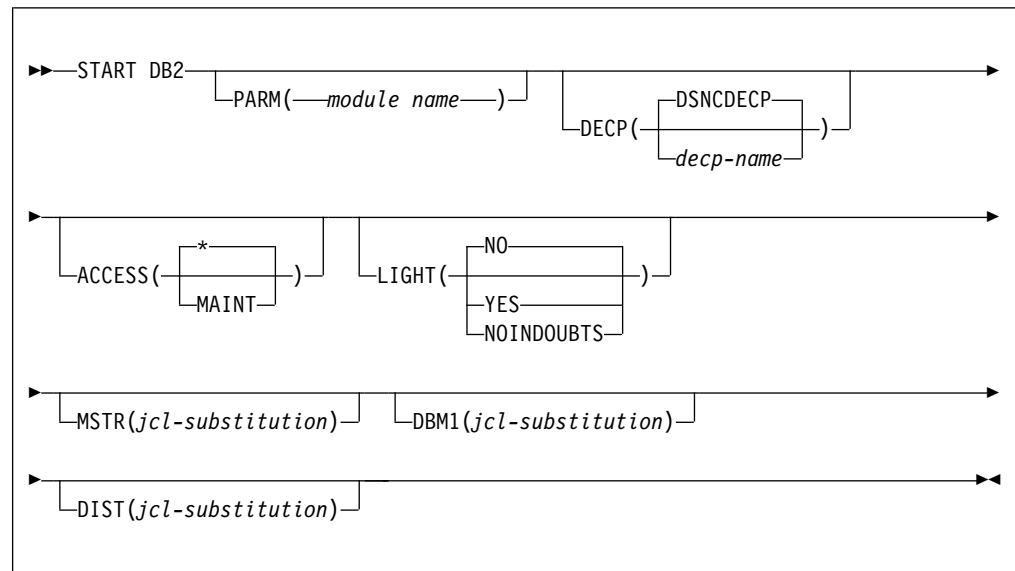 START DB2
PARM( module name )
DECP( DSNCDECP )
decp-name
ACCESS( * )
MAINT
LIGHT( NO )
YES
NOINDOUBTS
MSTR(jcl-substitution)
DBM1(jcl-substitution)
DIST(jcl-substitution)